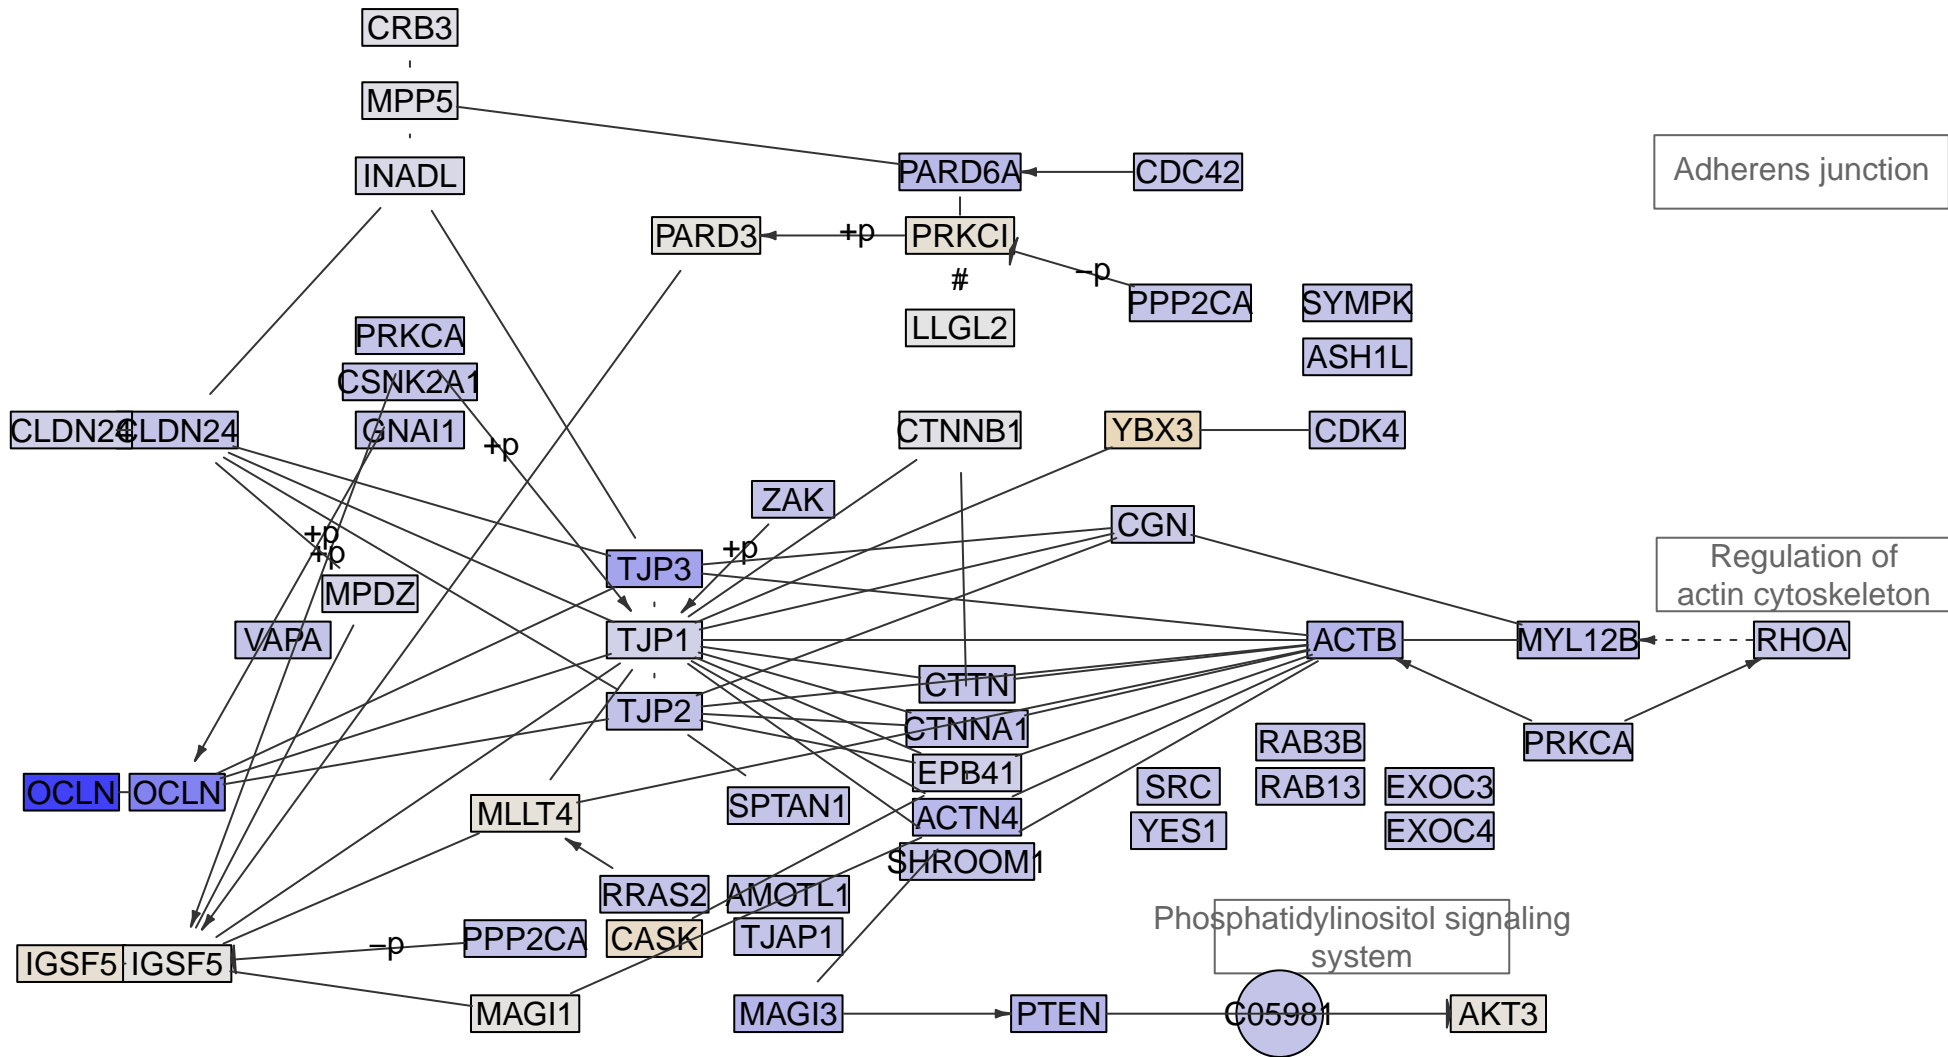 CRB3
MPP5
INADL
PARD6A
CDC42
Adherens junction
PARD3
+p
PRKCI
#
–p
LLGL2
PPP2CA
SYMPK
ASH1L
PRKCA
CSNK2A1
GNAI1
CLDN24
CLDN24
+p
CTNNB1
YBX3
CDK4
ZAK
CGN
+p
+p
+p
TJP3
MPDZ
Regulation of
actin cytoskeleton
VAPA
TJP1
ACTB
MYL12B
RHOA
CTTN
TJP2
CTNNA1
RAB3B
PRKCA
EPB41
OCLN
OCLN
MLLT4
SPTAN1
ACTN4
SRC
RAB13
EXOC3
YES1
EXOC4
SHROOM1
RRAS2
AMOTL1
Phosphatidylinositol signaling
system
PPP2CA
CASK
TJAP1
–p
IGSF5
IGSF5
MAGI1
MAGI3
PTEN
C05981
AKT3